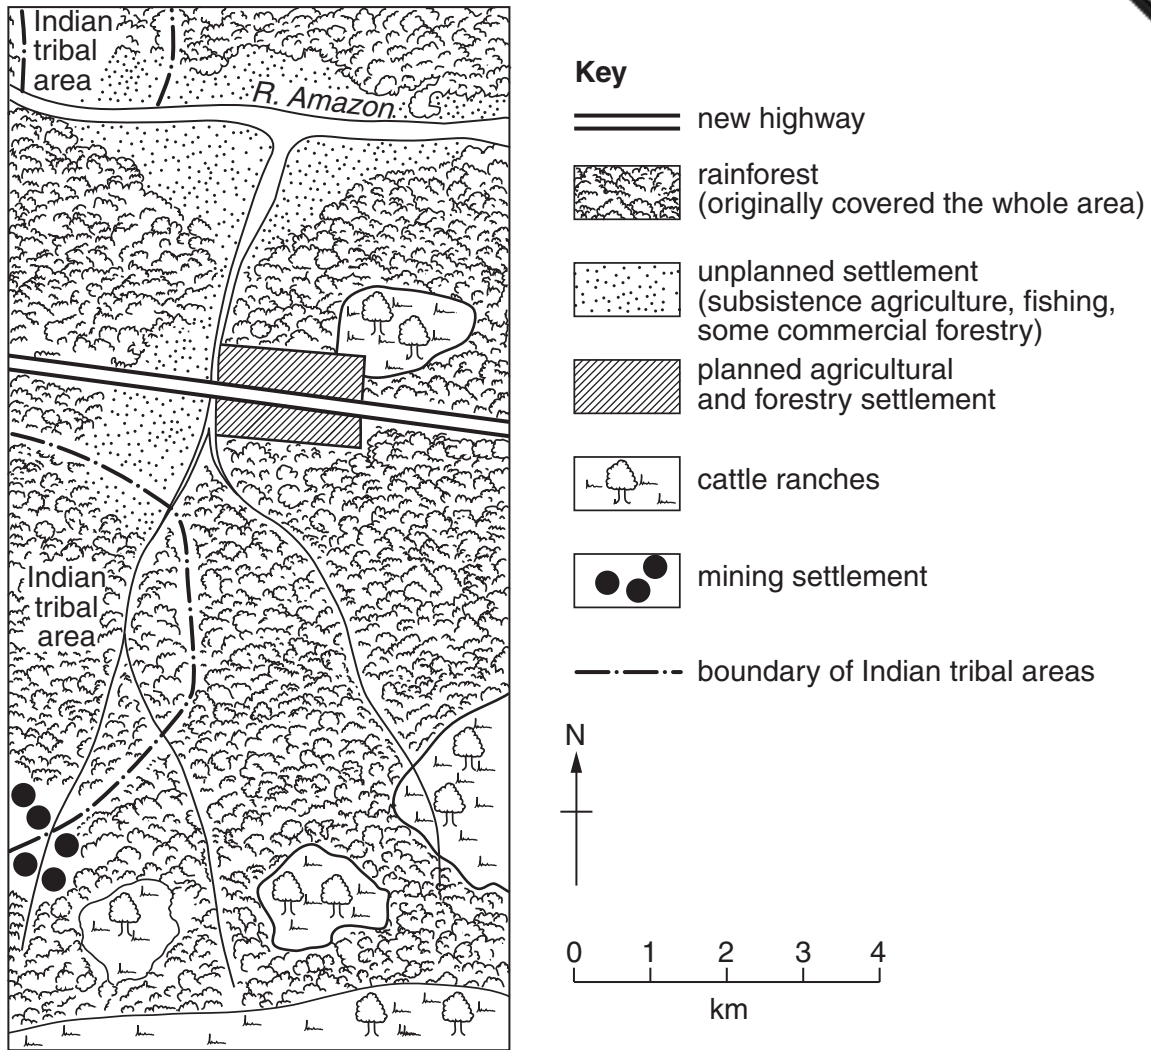 Indian
tribal
area
R. Amazon
Indian
tribal
area
Key
new highway
rainforest
(originally covered the whole area)
unplanned settlement
(subsistence agriculture, fishing,
some commercial forestry)
planned agricultural
and forestry settlement
cattle ranches
mining settlement
boundary of Indian tribal areas
N
0 1 2 3 4
km